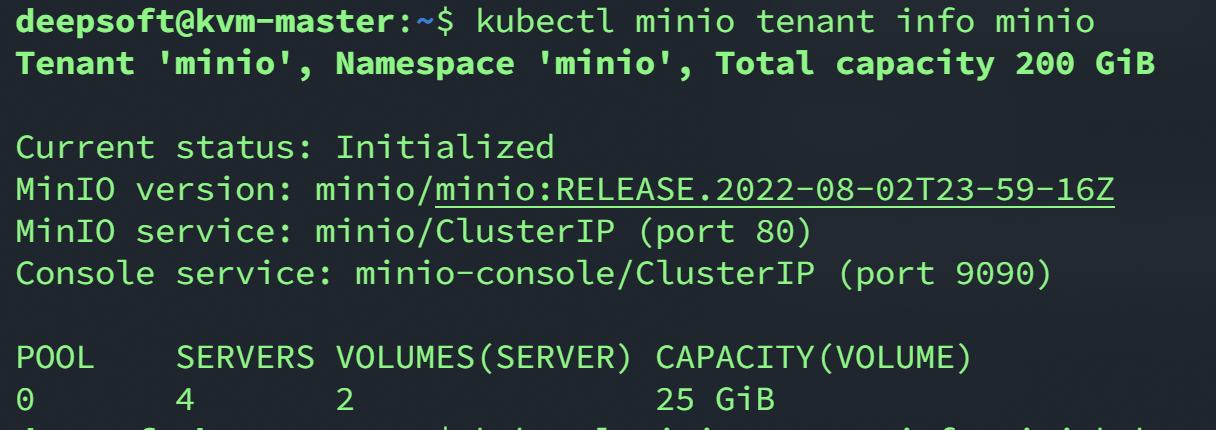 deepsoft@kvm-master:~$ kubectl minio tenant info minio
Tenant 'minio', Namespace 'minio', Total capacity 200 GiB
Current status: Initialized
MinIO version: minio/minio:RELEASE.2022-08-02T23-59-16Z
MinIO service: minio/ClusterIP (port 80)
Console service: minio-console/ClusterIP (port 9090)
POOL SERVERS VOLUMES(SERVER) CAPACITY(VOLUME)
0 4 2 25 GiB